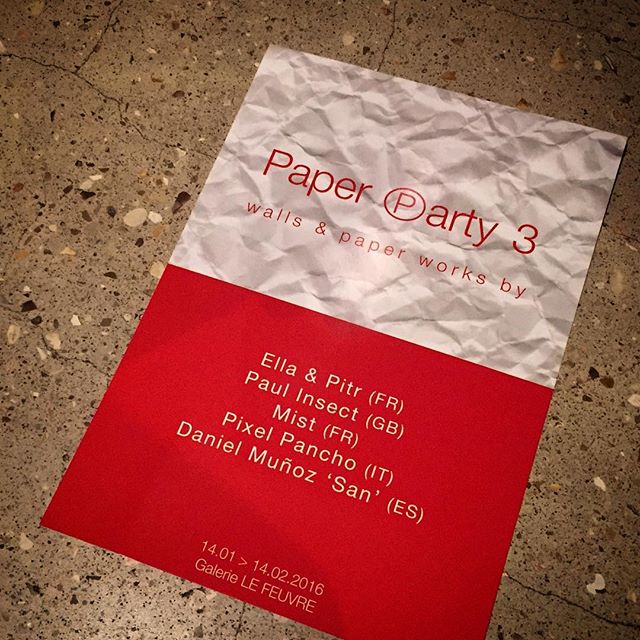 Paper Ⓟarty 3
walls & paper works by
Ella & Pitr (FR)
Paul Insect (GB)
Mist (FR)
Pixel Pancho (IT)
Daniel Muñoz ‘San’ (ES)
14.01 > 14.02.2016
Galerie LE FEUVRE